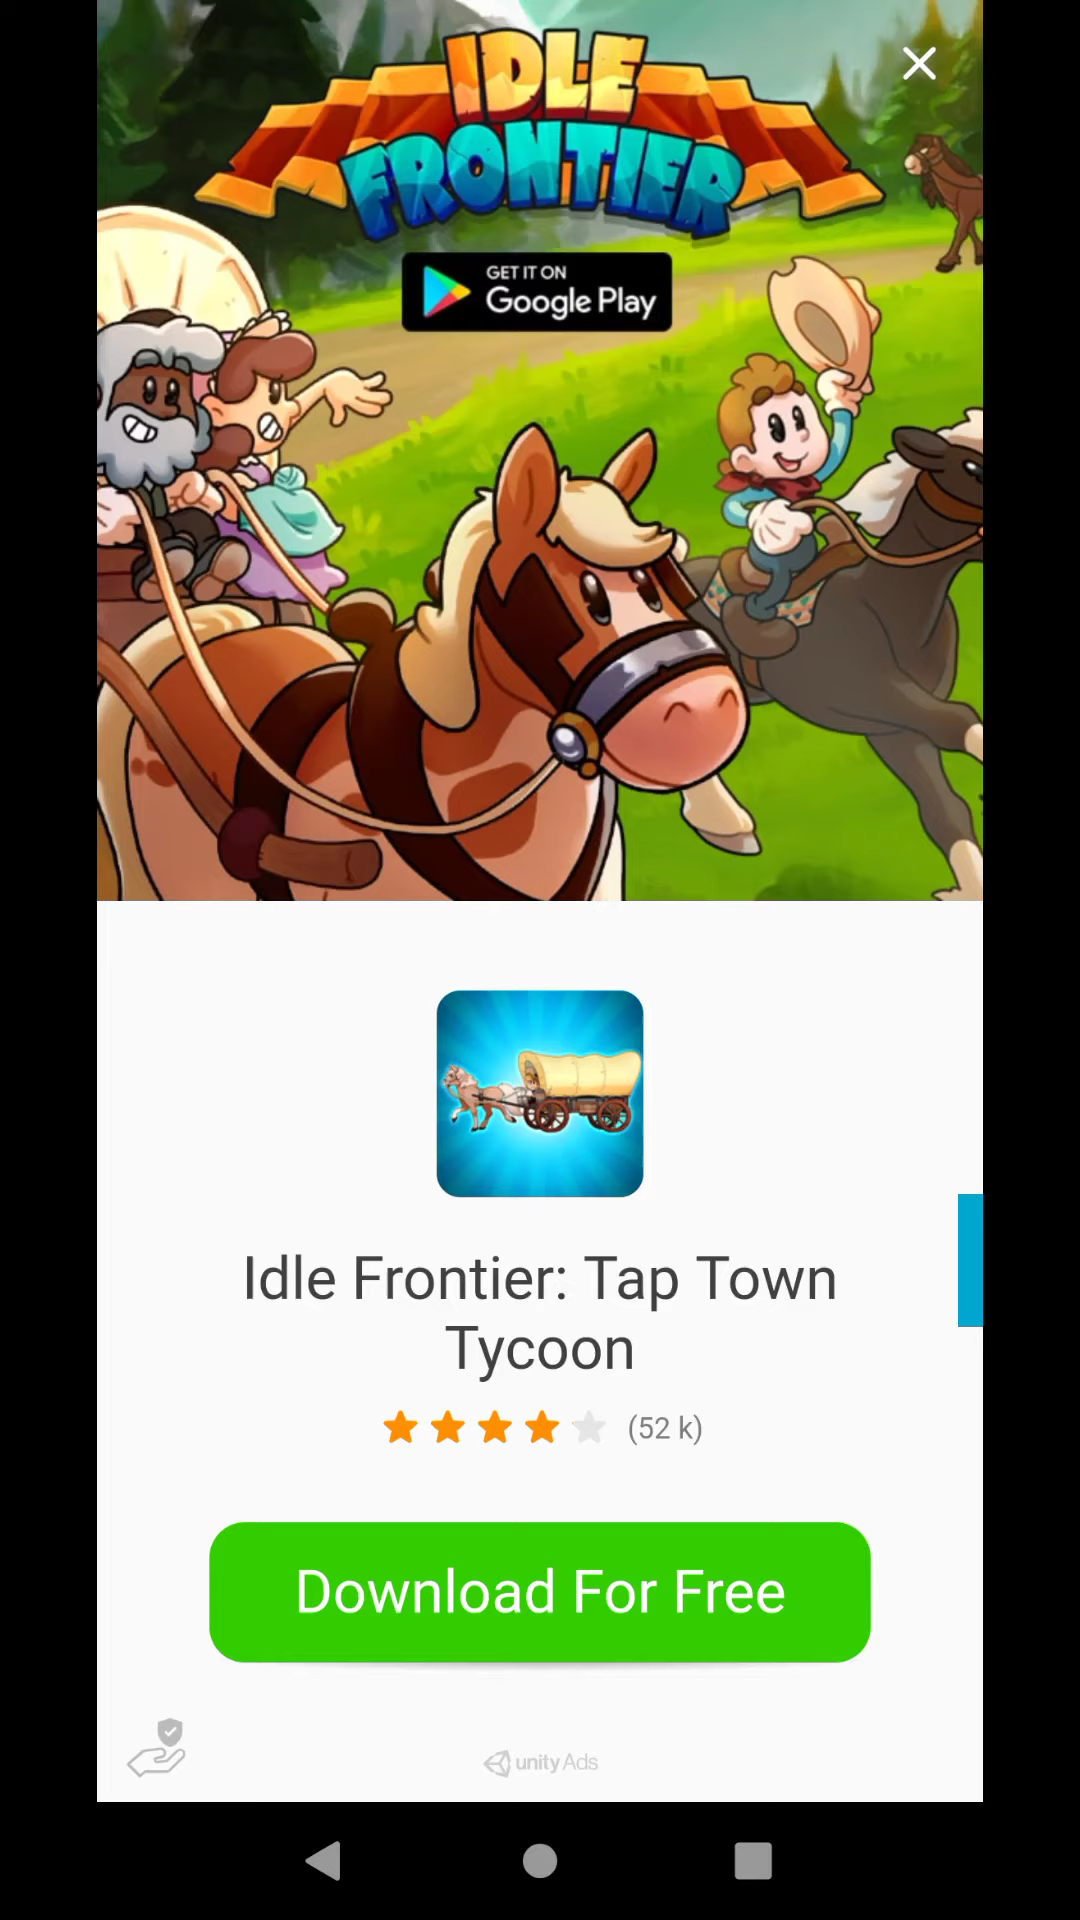 IDLE
FRONTIER
GET IT ON
Google Play
Idle Frontier: Tap Town
Tycoon
(52 k)
Download For Free
unity Ads